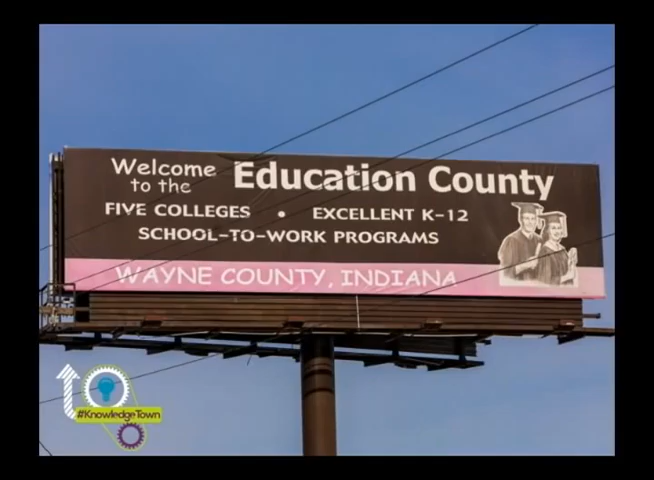 Welcome to the Education County
FIVE COLLEGES • EXCELLENT K-12
SCHOOL-TO-WORK PROGRAMS
WAYNE COUNTY, INDIANA
#KnowledgeTown